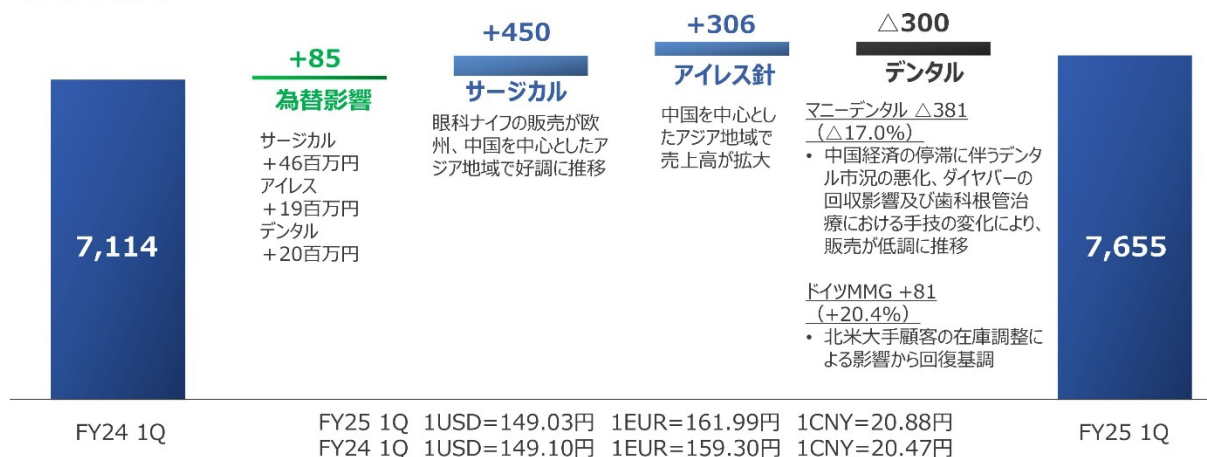 7,114
FY24 1Q
+85
為替影響
サージカル
+46百万円
アイレス
+19百万円
デンタル
+20百万円
+450
サージカル
眼科ナイフの販売が欧
州、中国を中心としたア
ジア地域で好調に推移
+306
アイレス針
中国を中心とし
たアジア地域で
売上高が拡大
△300
デンタル
マニーデンタル △381
(△17.0%)
• 中国経済の停滞に伴うデンタ
ル市況の悪化、ダイヤバーの
回収影響及び歯科根管治
療における手技の変化により、
販売が低調に推移
ドイツMMG +81
(+20.4%)
• 北米大手顧客の在庫調整に
よる影響から回復基調
7,655
FY25 1Q
FY25 1Q 1USD=149.03円 1EUR=161.99円 1CNY=20.88円
FY24 1Q 1USD=149.10円 1EUR=159.30円 1CNY=20.47円